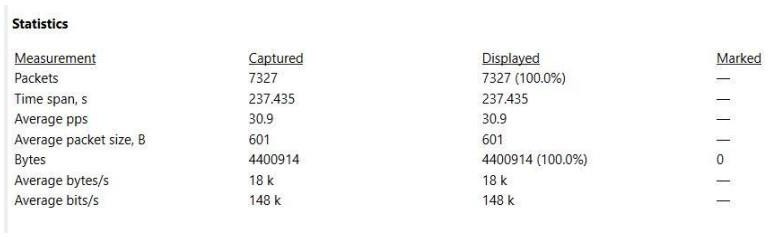 Statistics
Measurement Captured Displayed Marked
Packets 7327 7327 (100.0%) —
Time span, s 237.435 237.435 —
Average pps 30.9 30.9 —
Average packet size, B 601 601 —
Bytes 4400914 4400914 (100.0%) 0
Average bytes/s 18 k 18 k —
Average bits/s 148 k 148 k —